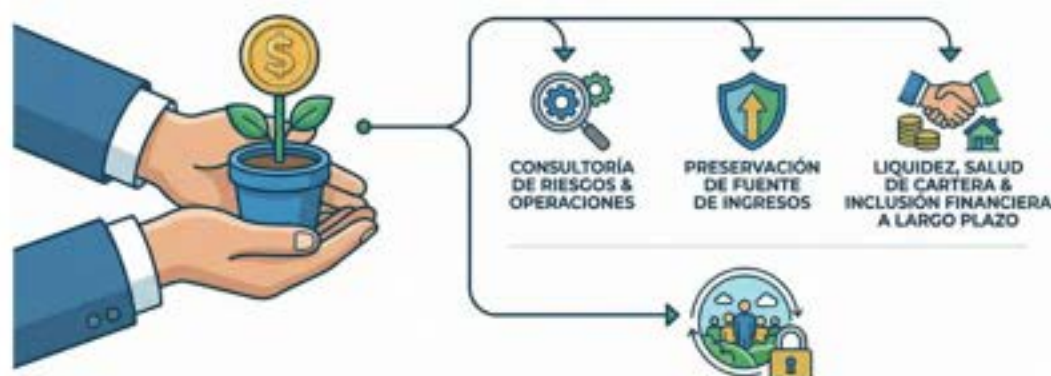 $
CONSULTORÍA
DE RIESGOS &
OPERACIONES
PRESERVACIÓN
DE FUENTE
DE INGRESOS
LIQUIDEZ, SALUD
DE CARTERA &
INCLUSIÓN FINANCIERA
A LARGO PLAZO